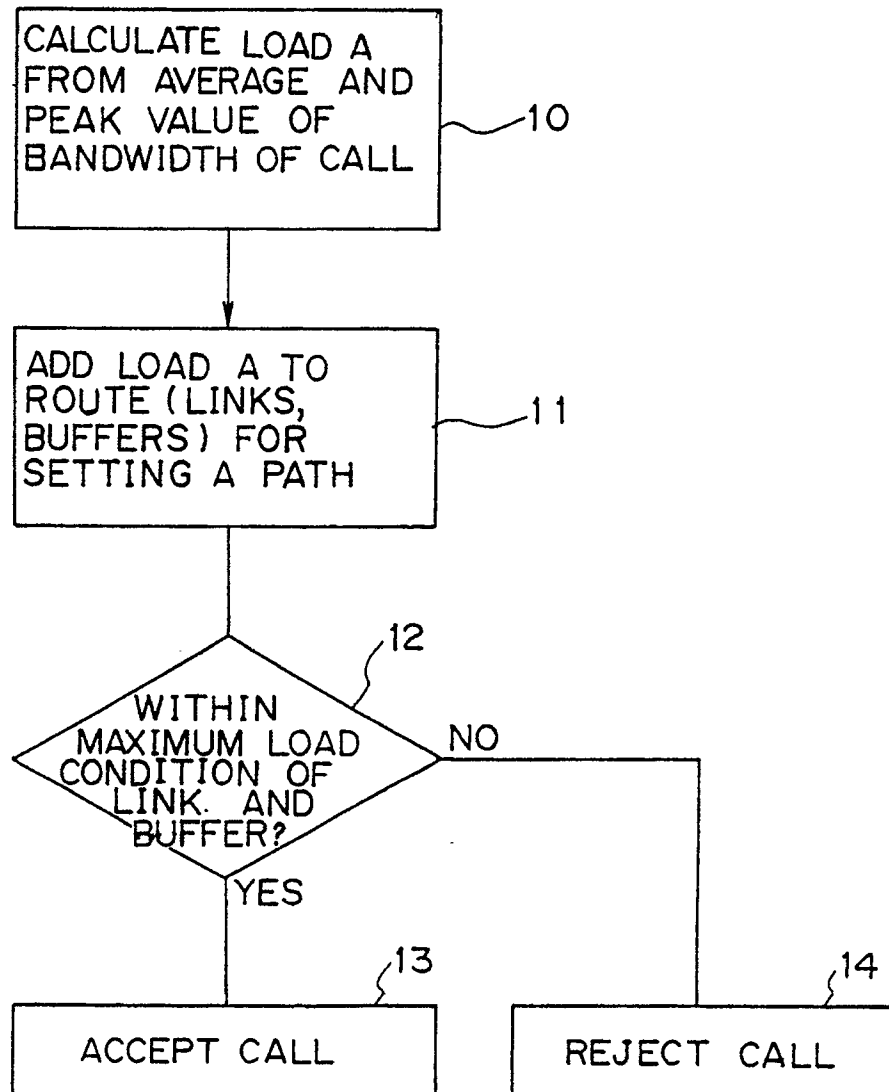 CALCULATE LOAD A
FROM AVERAGE AND
PEAK VALUE OF
BANDWIDTH OF CALL
10
ADD LOAD A TO
ROUTE (LINKS,
BUFFERS) FOR
SETTING A PATH
11
12
WITHIN
MAXIMUM LOAD
CONDITION OF
LINK. AND
BUFFER?
NO
YES
13
ACCEPT CALL
14
REJECT CALL